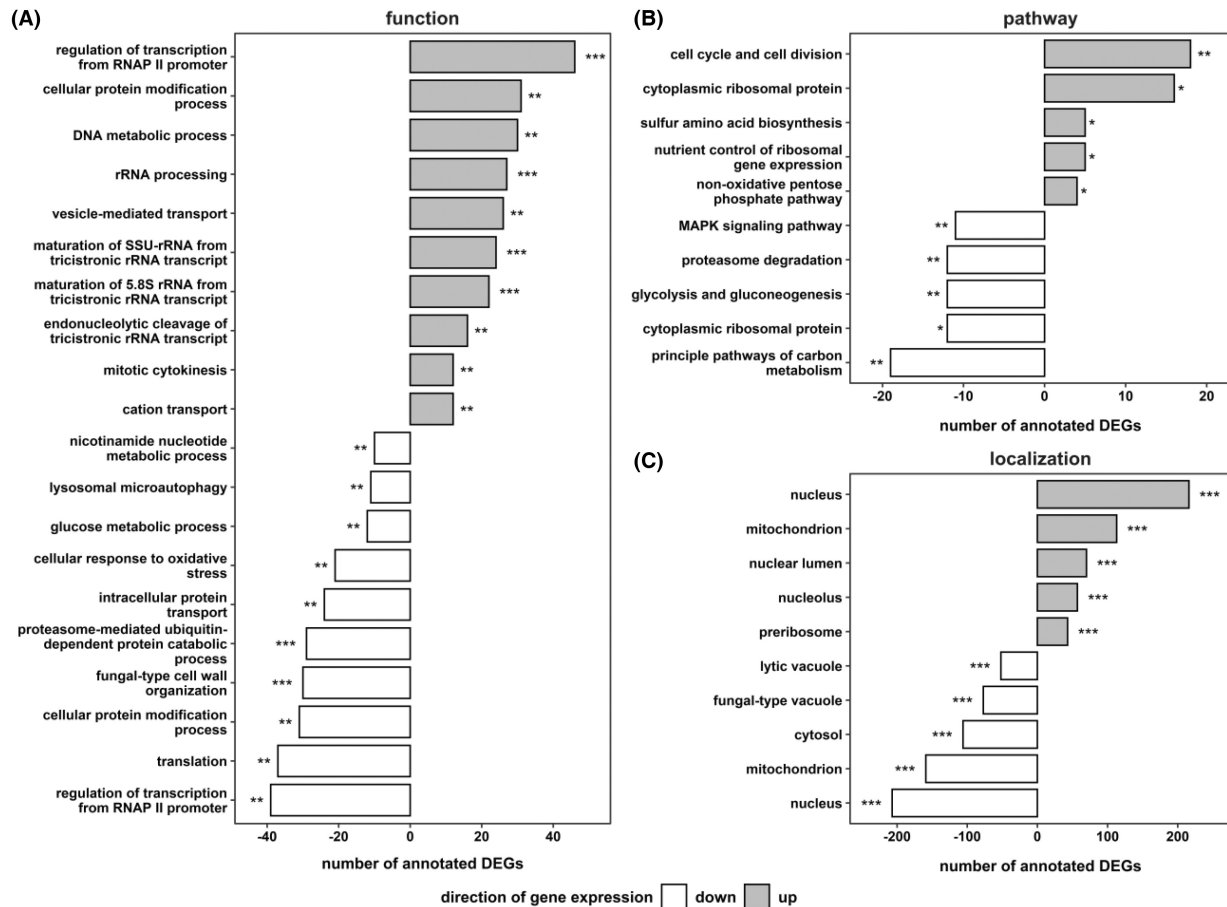 (A)
function
regulation of transcription
from RNAP II promoter
***
cellular protein modification
process
**
DNA metabolic process
**
rRNA processing
***
vesicle-mediated transport
**
maturation of SSU-rRNA from
tricistronic rRNA transcript
***
maturation of 5.8S rRNA from
tricistronic rRNA transcript
***
endonucleolytic cleavage of
tricistronic rRNA transcript
**
mitotic cytokinesis
**
cation transport
**
nicotinamide nucleotide
metabolic process
**
lysosomal microautophagy
**
glucose metabolic process
**
cellular response to oxidative
stress
**
intracellular protein
transport
**
proteasome-mediated ubiquitin-
dependent protein catabolic
process
***
fungal-type cell wall
organization
***
cellular protein modification
process
**
translation
**
regulation of transcription
from RNAP II promoter
**
-40 -20 0 20 40
number of annotated DEGs
(B)
pathway
cell cycle and cell division
**
cytoplasmic ribosomal protein
*
sulfur amino acid biosynthesis
*
nutrient control of ribosomal
gene expression
*
non-oxidative pentose
phosphate pathway
*
MAPK signaling pathway
**
proteasome degradation
**
glycolysis and gluconeogenesis
**
cytoplasmic ribosomal protein
*
principle pathways of carbon
metabolism
**
-20 -10 0 10 20
number of annotated DEGs
(C)
localization
nucleus
***
mitochondrion
***
nuclear lumen
***
nucleolus
***
preribosome
***
lytic vacuole
***
fungal-type vacuole
***
cytosol
***
mitochondrion
***
nucleus
***
-200 -100 0 100 200
number of annotated DEGs
direction of gene expression down up